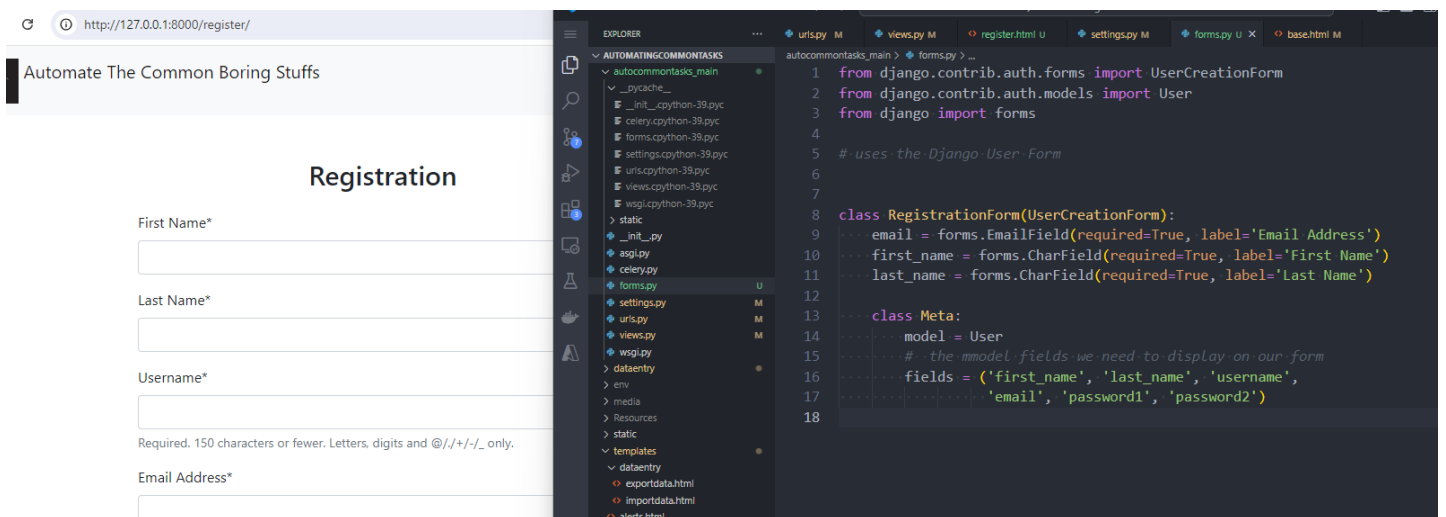 http://127.0.0.1:8000/register/
Automate The Common Boring Stuffs
Registration
First Name*
Last Name*
Username*
Required. 150 characters or fewer. Letters, digits and @/./+/-/_ only.
Email Address*
EXPLORER ...
AUTOMATINGCOMMONTASKS
autocommontasks_main
__pycache__
__init__.cpython-39.pyc
celery.cpython-39.pyc
forms.cpython-39.pyc
settings.cpython-39.pyc
urls.cpython-39.pyc
views.cpython-39.pyc
wsgi.cpython-39.pyc
static
__init__.py
asgi.py
celery.py
forms.py U
settings.py M
urls.py M
views.py M
wsgi.py
dataentry
env
media
Resources
static
templates
dataentry
exportdata.html
importdata.html
alerts.html
7
3
urls.py M views.py M register.html U settings.py M forms.py U X base.html M
autocommontasks_main > forms.py > ...
1 from django.contrib.auth.forms import UserCreationForm
2 from django.contrib.auth.models import User
3 from django import forms
4
5 # uses the Django User Form
6
7
8 class RegistrationForm(UserCreationForm):
9 email = forms.EmailField(required=True, label='Email Address')
10 first_name = forms.CharField(required=True, label='First Name')
11 last_name = forms.CharField(required=True, label='Last Name')
12
13 class Meta:
14 model = User
15 # the mmodel fields we need to display on our form
16 fields = ('first_name', 'last_name', 'username',
17 'email', 'password1', 'password2')
18